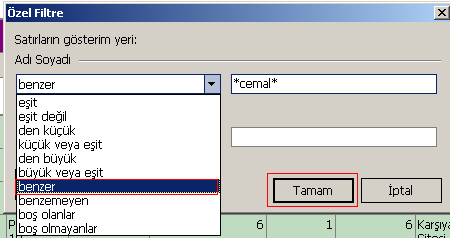 Özel Filtre
Satırların gösterim yeri:
Adı Soyadı
benzer
*cemal*
eşit
eşit değil
den küçük
küçük veya eşit
den büyük
büyük veya eşit
benzer
benzemeyen
boş olanlar
boş olmayanlar
Tamam
İptal
6
1
6
Karşıya